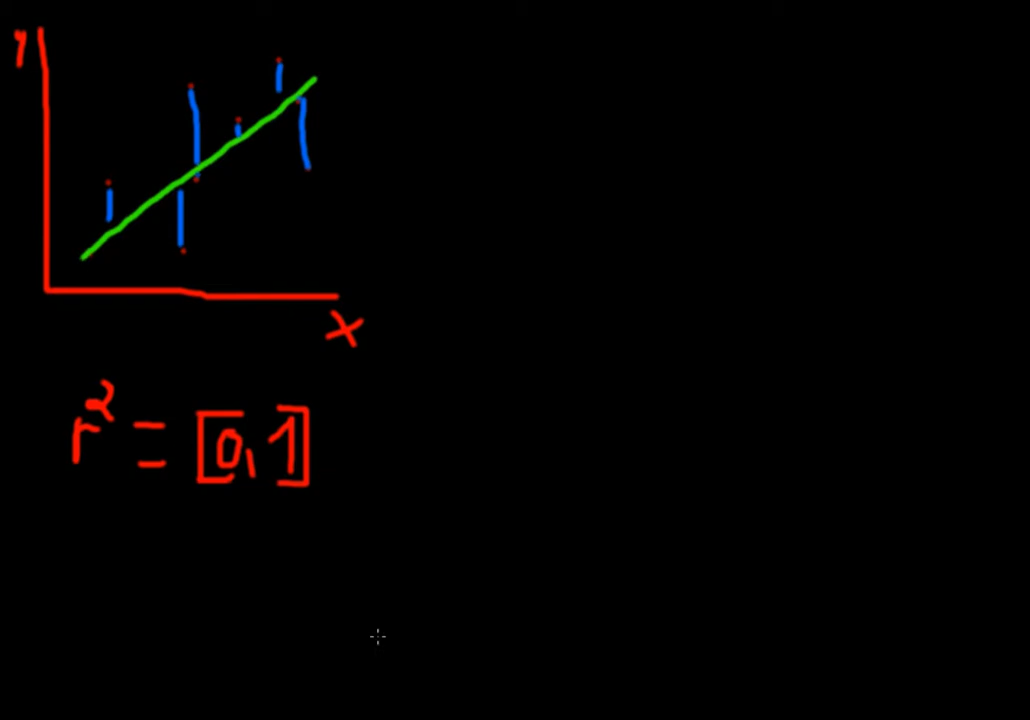 y
x
r² = [0, 1]